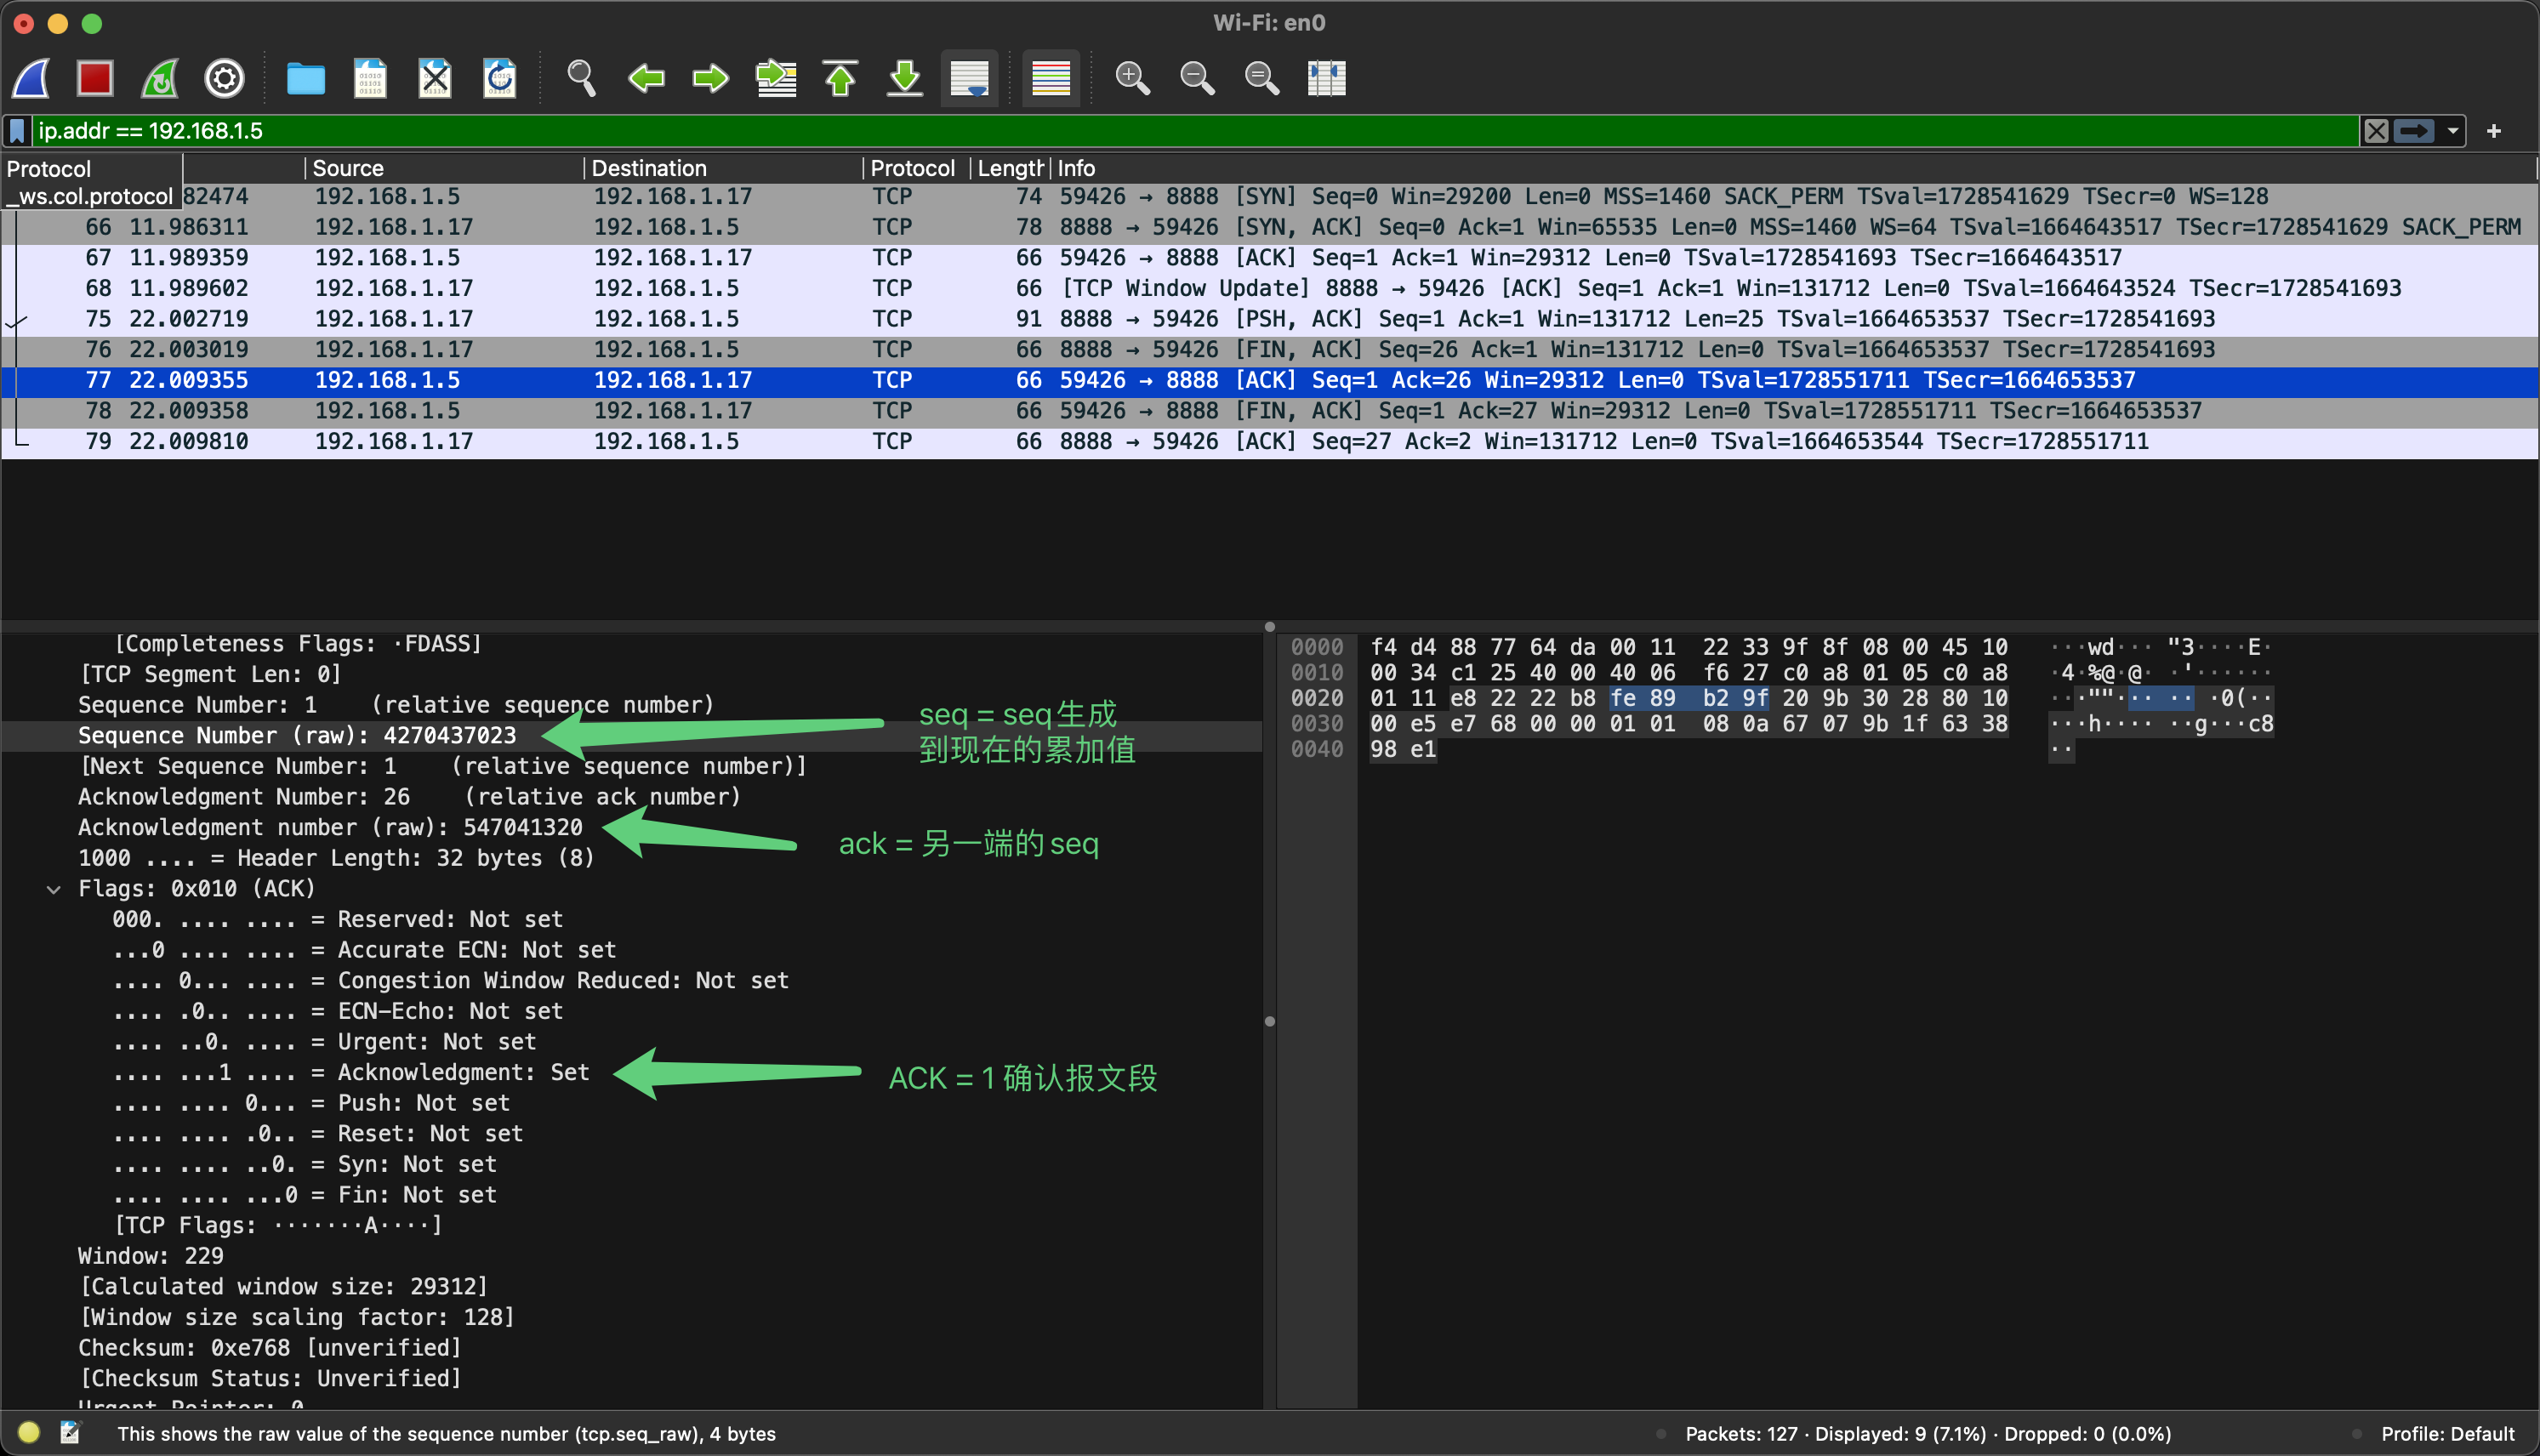 Wi-Fi: en0
ip.addr == 192.168.1.5
Protocol Source Destination Protocol Length Info
_ws.col.protocol 82474 192.168.1.5 192.168.1.17 TCP 74 59426 → 8888 [SYN] Seq=0 Win=29200 Len=0 MSS=1460 SACK_PERM TSval=1728541629 TSecr=0 WS=128
66 11.986311 192.168.1.17 192.168.1.5 TCP 78 8888 → 59426 [SYN, ACK] Seq=0 Ack=1 Win=65535 Len=0 MSS=1460 WS=64 TSval=1664643517 TSecr=1728541629 SACK_PERM
67 11.989359 192.168.1.5 192.168.1.17 TCP 66 59426 → 8888 [ACK] Seq=1 Ack=1 Win=29312 Len=0 TSval=1728541693 TSecr=1664643517
68 11.989602 192.168.1.17 192.168.1.5 TCP 66 [TCP Window Update] 8888 → 59426 [ACK] Seq=1 Ack=1 Win=131712 Len=0 TSval=1664643524 TSecr=1728541693
75 22.002719 192.168.1.17 192.168.1.5 TCP 91 8888 → 59426 [PSH, ACK] Seq=1 Ack=1 Win=131712 Len=25 TSval=1664653537 TSecr=1728541693
76 22.003019 192.168.1.17 192.168.1.5 TCP 66 8888 → 59426 [FIN, ACK] Seq=26 Ack=1 Win=131712 Len=0 TSval=1664653537 TSecr=1728541693
77 22.009355 192.168.1.5 192.168.1.17 TCP 66 59426 → 8888 [ACK] Seq=1 Ack=26 Win=29312 Len=0 TSval=1728551711 TSecr=1664653537
78 22.009358 192.168.1.5 192.168.1.17 TCP 66 59426 → 8888 [FIN, ACK] Seq=1 Ack=27 Win=29312 Len=0 TSval=1728551711 TSecr=1664653537
79 22.009810 192.168.1.17 192.168.1.5 TCP 66 8888 → 59426 [ACK] Seq=27 Ack=2 Win=131712 Len=0 TSval=1664653544 TSecr=1728551711
[Completeness Flags: ·FDASS]
[TCP Segment Len: 0]
Sequence Number: 1 (relative sequence number)
Sequence Number (raw): 4270437023
[Next Sequence Number: 1 (relative sequence number)]
Acknowledgment Number: 26 (relative ack number)
Acknowledgment number (raw): 547041320
1000 .... = Header Length: 32 bytes (8)
Flags: 0x010 (ACK)
000. .... .... = Reserved: Not set
...0 .... .... = Accurate ECN: Not set
.... 0... .... = Congestion Window Reduced: Not set
.... .0.. .... = ECN-Echo: Not set
.... ..0. .... = Urgent: Not set
.... ...1 .... = Acknowledgment: Set
.... .... 0... = Push: Not set
.... .... .0.. = Reset: Not set
.... .... ..0. = Syn: Not set
.... .... ...0 = Fin: Not set
[TCP Flags: ·······A····]
Window: 229
[Calculated window size: 29312]
[Window size scaling factor: 128]
Checksum: 0xe768 [unverified]
[Checksum Status: Unverified]
Urgent Pointer: 0
seq = seq生成
到现在的累加值
ack = 另一端的seq
ACK = 1 确认报文段
0000 f4 d4 88 77 64 da 00 11 22 33 9f 8f 08 00 45 10 ···wd··· "3····E·
0010 00 34 c1 25 40 00 40 06 f6 27 c0 a8 01 05 c0 a8 ·4·%@·@· ·'······
0020 01 11 e8 22 22 b8 fe 89 b2 9f 20 9b 30 28 80 10 ···""··· ·· ·0(··
0030 00 e5 e7 68 00 00 01 01 08 0a 67 07 9b 1f 63 38 ···h···· ··g···c8
0040 98 e1 ··
This shows the raw value of the sequence number (tcp.seq_raw), 4 bytes
Packets: 127 · Displayed: 9 (7.1%) · Dropped: 0 (0.0%)
Profile: Default